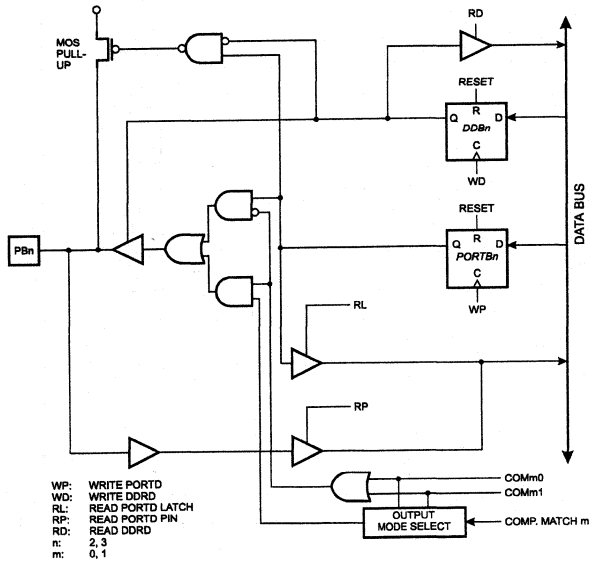 RD
MOS
PULL-
UP
RESET
R
Q
D
DDBn
C
WD
RESET
R
Q
D
PORTBn
C
WP
PBn
DATA BUS
RL
RP
WP: WRITE PORTD
WD: WRITE DDRD
RL: READ PORTD LATCH
RP: READ PORTD PIN
RD: READ DDRD
n: 2, 3
m: 0, 1
COMm0
COMm1
OUTPUT
MODE SELECT
COMP. MATCH m